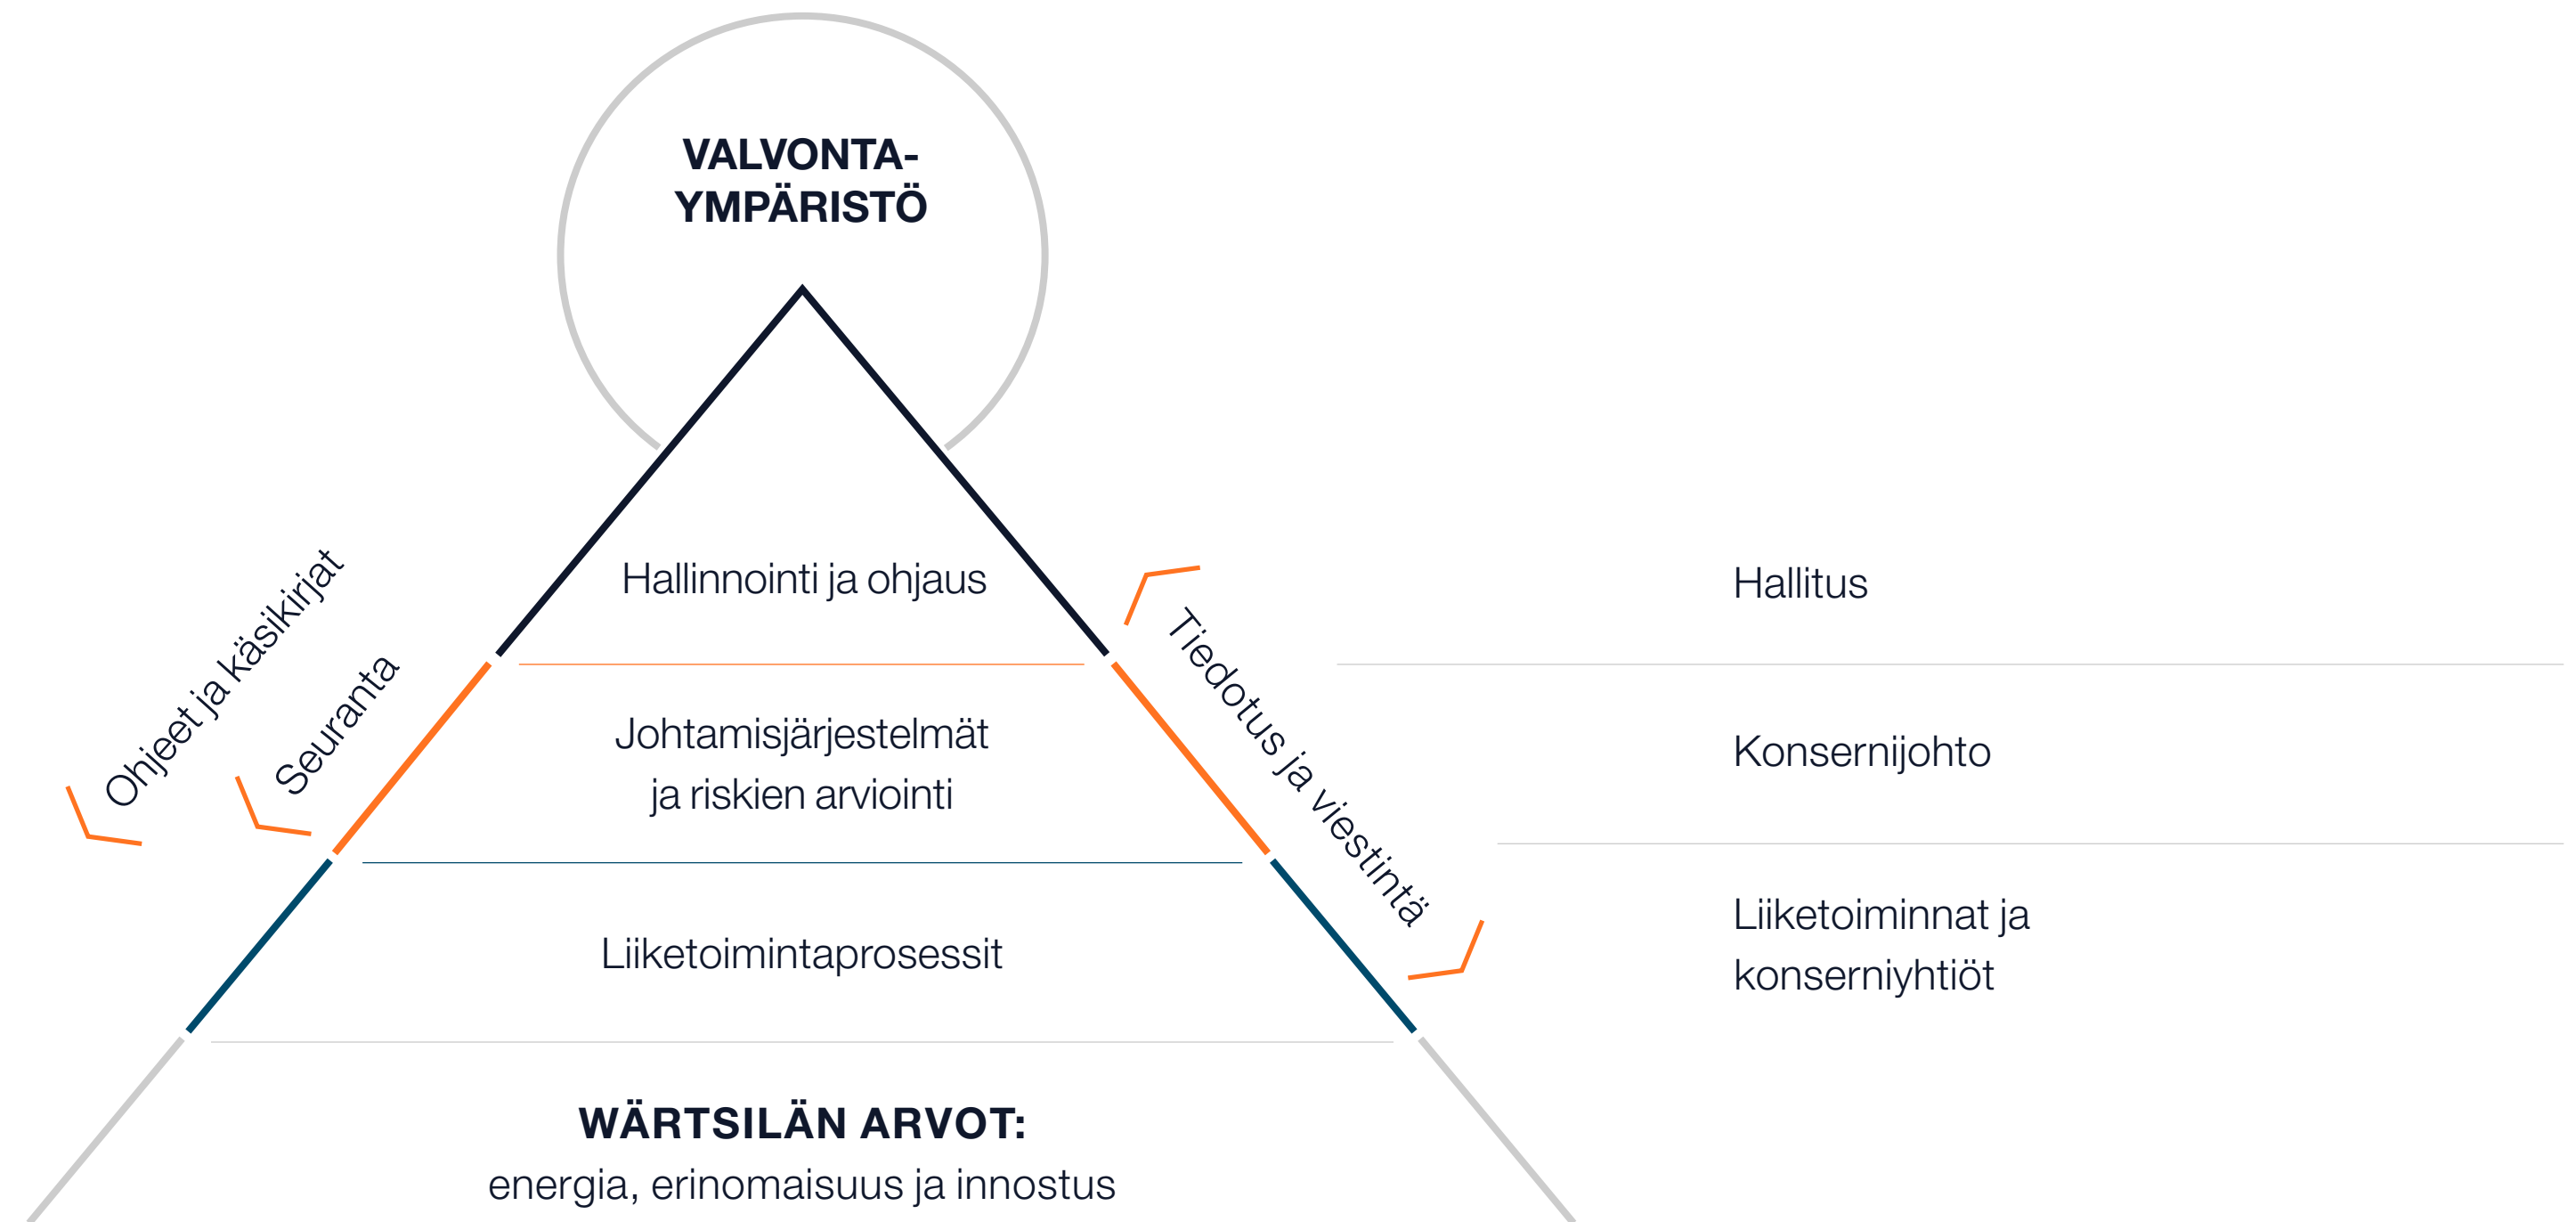 VALVONTA-
YMPÄRISTÖ
Hallinnointi ja ohjaus
Johtamisjärjestelmät
ja riskien arviointi
Liiketoimintaprosessit
WÄRTSILÄN ARVOT:
energia, erinomaisuus ja innostus
Ohjeet ja käsikirjat
Seuranta
Tiedotus ja viestintä
Hallitus
Konsernijohto
Liiketoiminnat ja
konserniyhtiöt